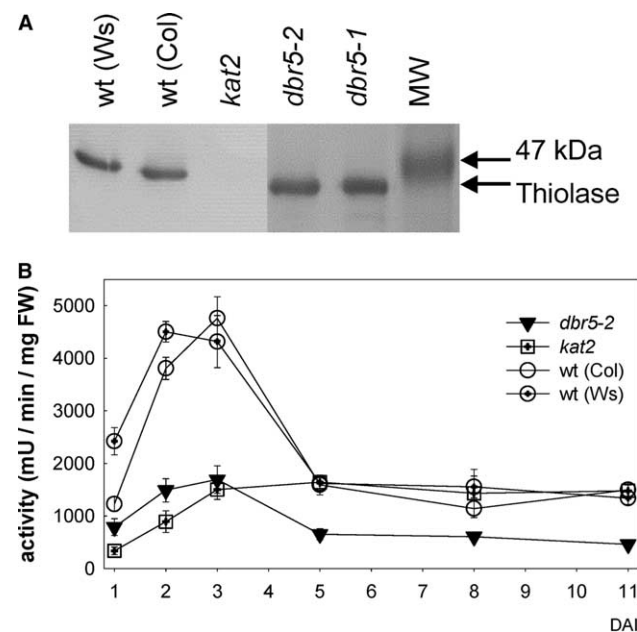 A
wt (Ws)
wt (Col)
kat2
dbr5-2
dbr5-1
MW
47 kDa
Thiolase
B
activity (mU / min / mg FW)
5000
4000
3000
2000
1000
0
dbr5-2
kat2
wt (Col)
wt (Ws)
1 2 3 4 5 6 7 8 9 10 11